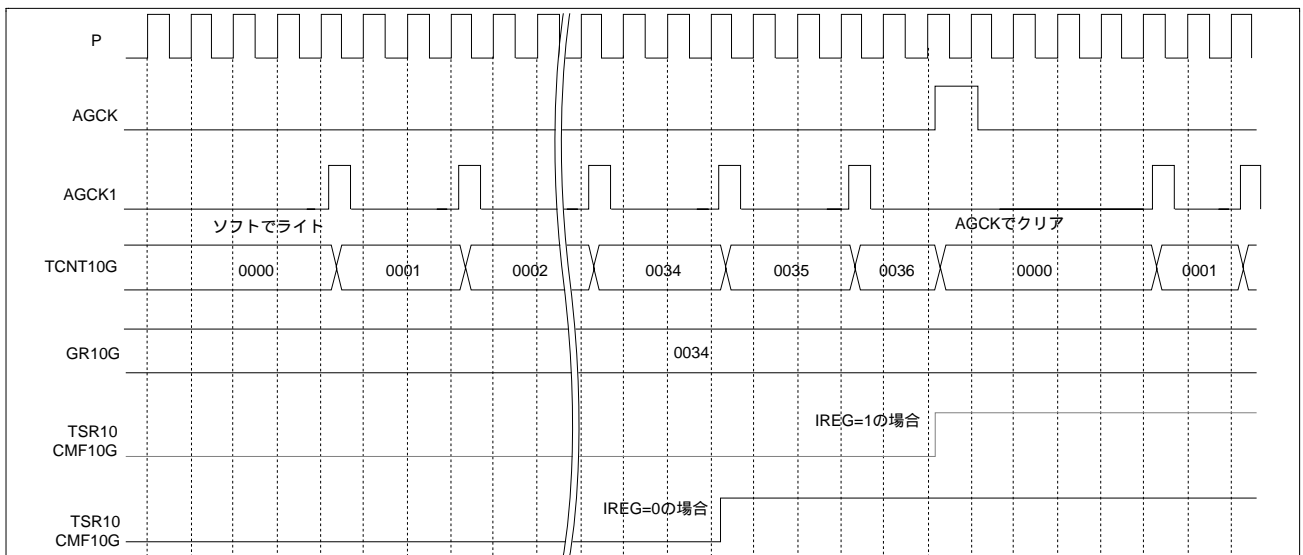 P
AGCK
AGCK1
ソフトでライト
AGCKでクリア
TCNT10G
0000
0001
0002
0034
0035
0036
0000
0001
GR10G
0034
TSR10
CMF10G
IREG=1の場合
TSR10
CMF10G
IREG=0の場合